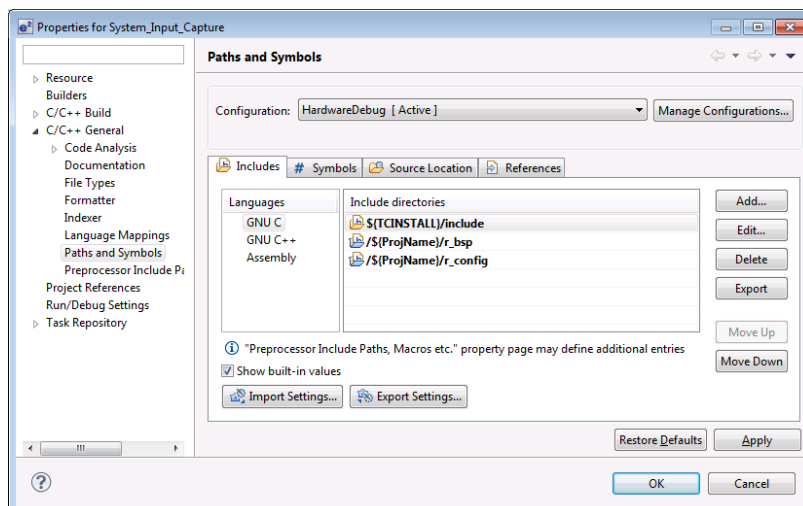 e² Properties for System_Input_Capture
Paths and Symbols
Resource
Builders
C/C++ Build
C/C++ General
Code Analysis
Documentation
File Types
Formatter
Indexer
Language Mappings
Paths and Symbols
Preprocessor Include Pa
Project References
Run/Debug Settings
Task Repository
Configuration: HardwareDebug [ Active ] Manage Configurations...
Includes # Symbols Source Location References
Languages
GNU C
GNU C++
Assembly
Include directories
${TCINSTALL}/include
/${ProjName}/r_bsp
/${ProjName}/r_config
Add...
Edit...
Delete
Export
Move Up
Move Down
"Preprocessor Include Paths, Macros etc." property page may define additional entries
Show built-in values
Import Settings... Export Settings...
Restore Defaults Apply
? OK Cancel